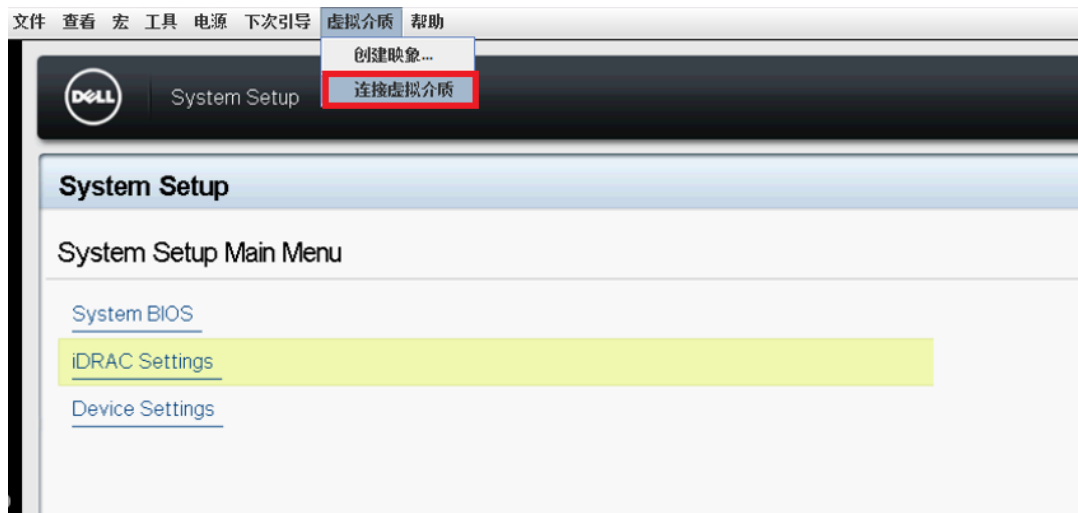 文件 查看 宏 工具 电源 下次引导 虚拟介质 帮助
创建映象...
连接虚拟介质
DELL System Setup
System Setup
System Setup Main Menu
System BIOS
iDRAC Settings
Device Settings